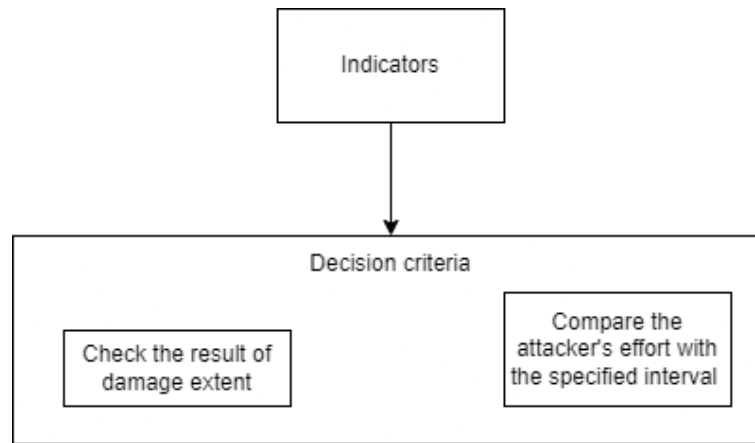 Indicators
Decision criteria
Check the result of
damage extent
Compare the
attacker's effort with
the specified interval